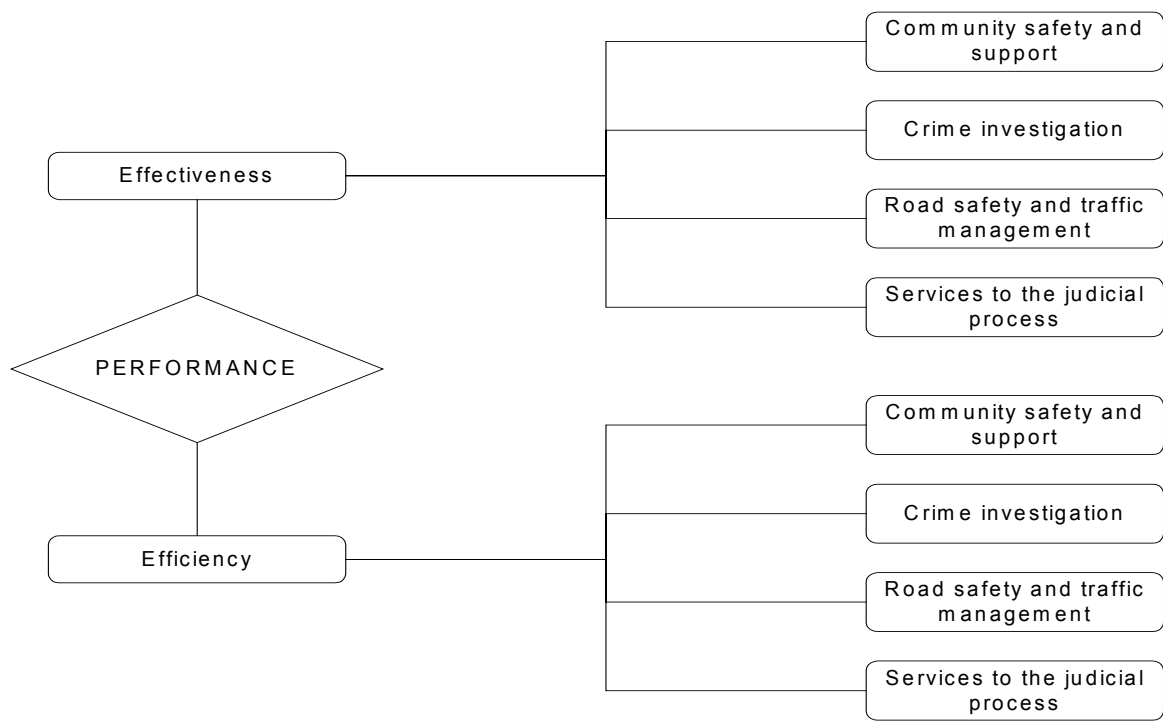 Community safety and
support
Crime investigation
Effectiveness
Road safety and traffic
management
Services to the judicial
process
PERFORMANCE
Community safety and
support
Crime investigation
Efficiency
Road safety and traffic
management
Services to the judicial
process